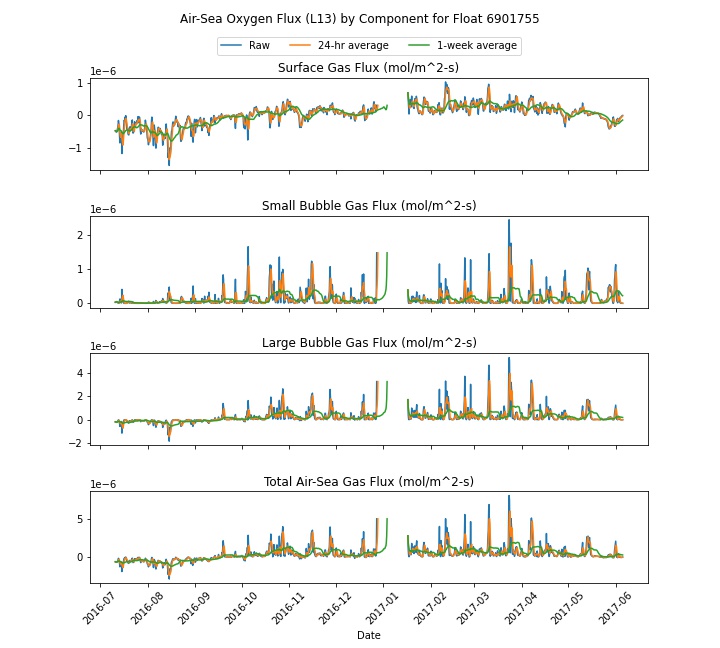 Air-Sea Oxygen Flux (L13) by Component for Float 6901755
Raw 24-hr average 1-week average
Surface Gas Flux (mol/m^2-s)
1e−6
1
0
−1
Small Bubble Gas Flux (mol/m^2-s)
1e−6
2
1
0
Large Bubble Gas Flux (mol/m^2-s)
1e−6
4
2
0
−2
Total Air-Sea Gas Flux (mol/m^2-s)
1e−6
5
0
2016-07 2016-08 2016-09 2016-10 2016-11 2016-12 2017-01 2017-02 2017-03 2017-04 2017-05 2017-06
Date